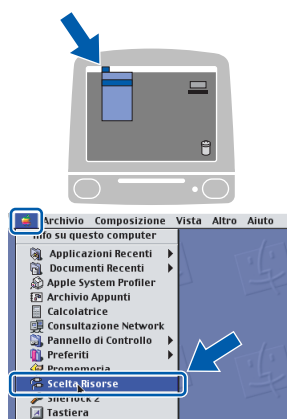 Archivio Composizione Vista Altro Aiuto
Info su questo computer
Applicazioni Recenti
Documenti Recenti
Apple System Profiler
Archivio Appunti
Calcolatrice
Consultazione Network
Pannello di Controllo
Preferiti
Promemoria
Scelta Risorse
Sherlock 2
Tastiera